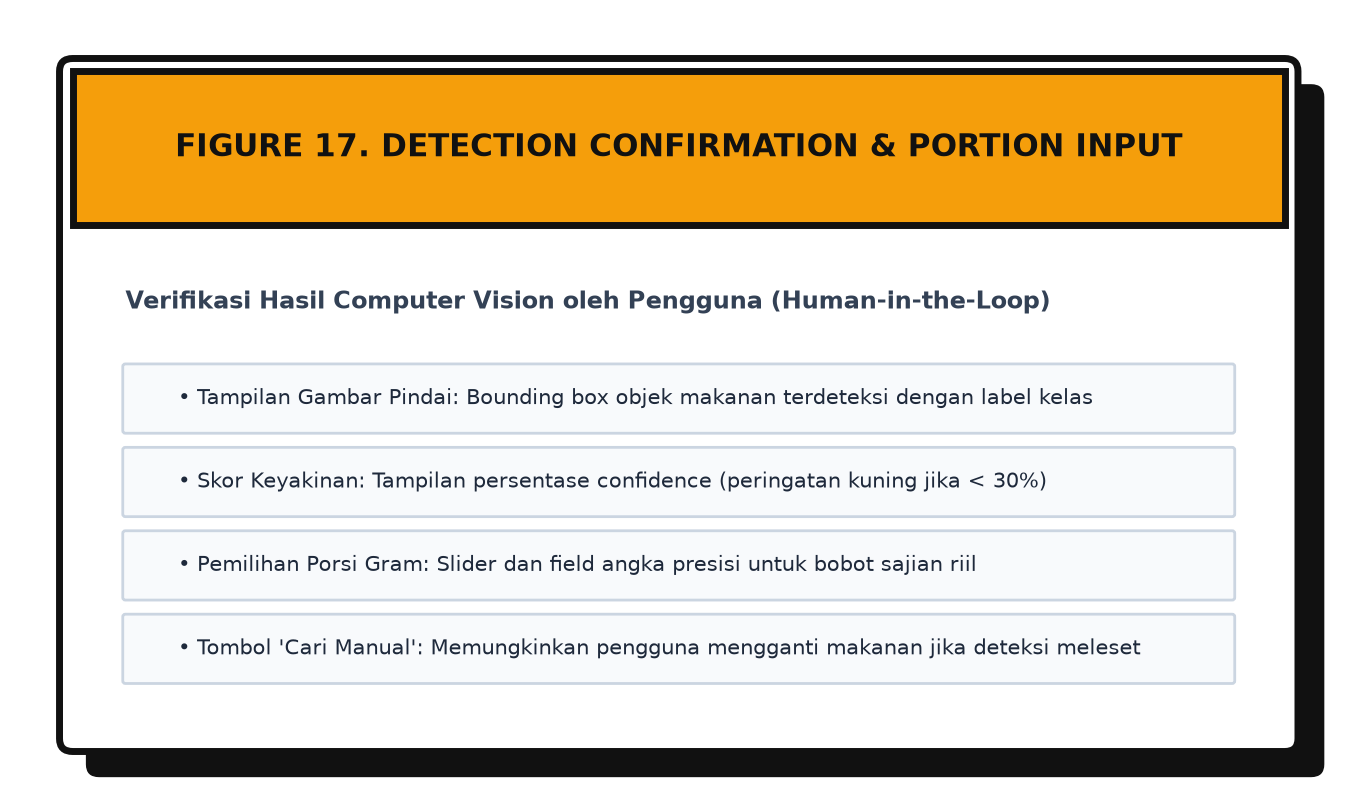 FIGURE 17. DETECTION CONFIRMATION & PORTION INPUT
Verifikasi Hasil Computer Vision oleh Pengguna (Human-in-the-Loop)
• Tampilan Gambar Pindai: Bounding box objek makanan terdeteksi dengan label kelas
• Skor Keyakinan: Tampilan persentase confidence (peringatan kuning jika < 30%)
• Pemilihan Porsi Gram: Slider dan field angka presisi untuk bobot sajian riil
• Tombol 'Cari Manual': Memungkinkan pengguna mengganti makanan jika deteksi meleset